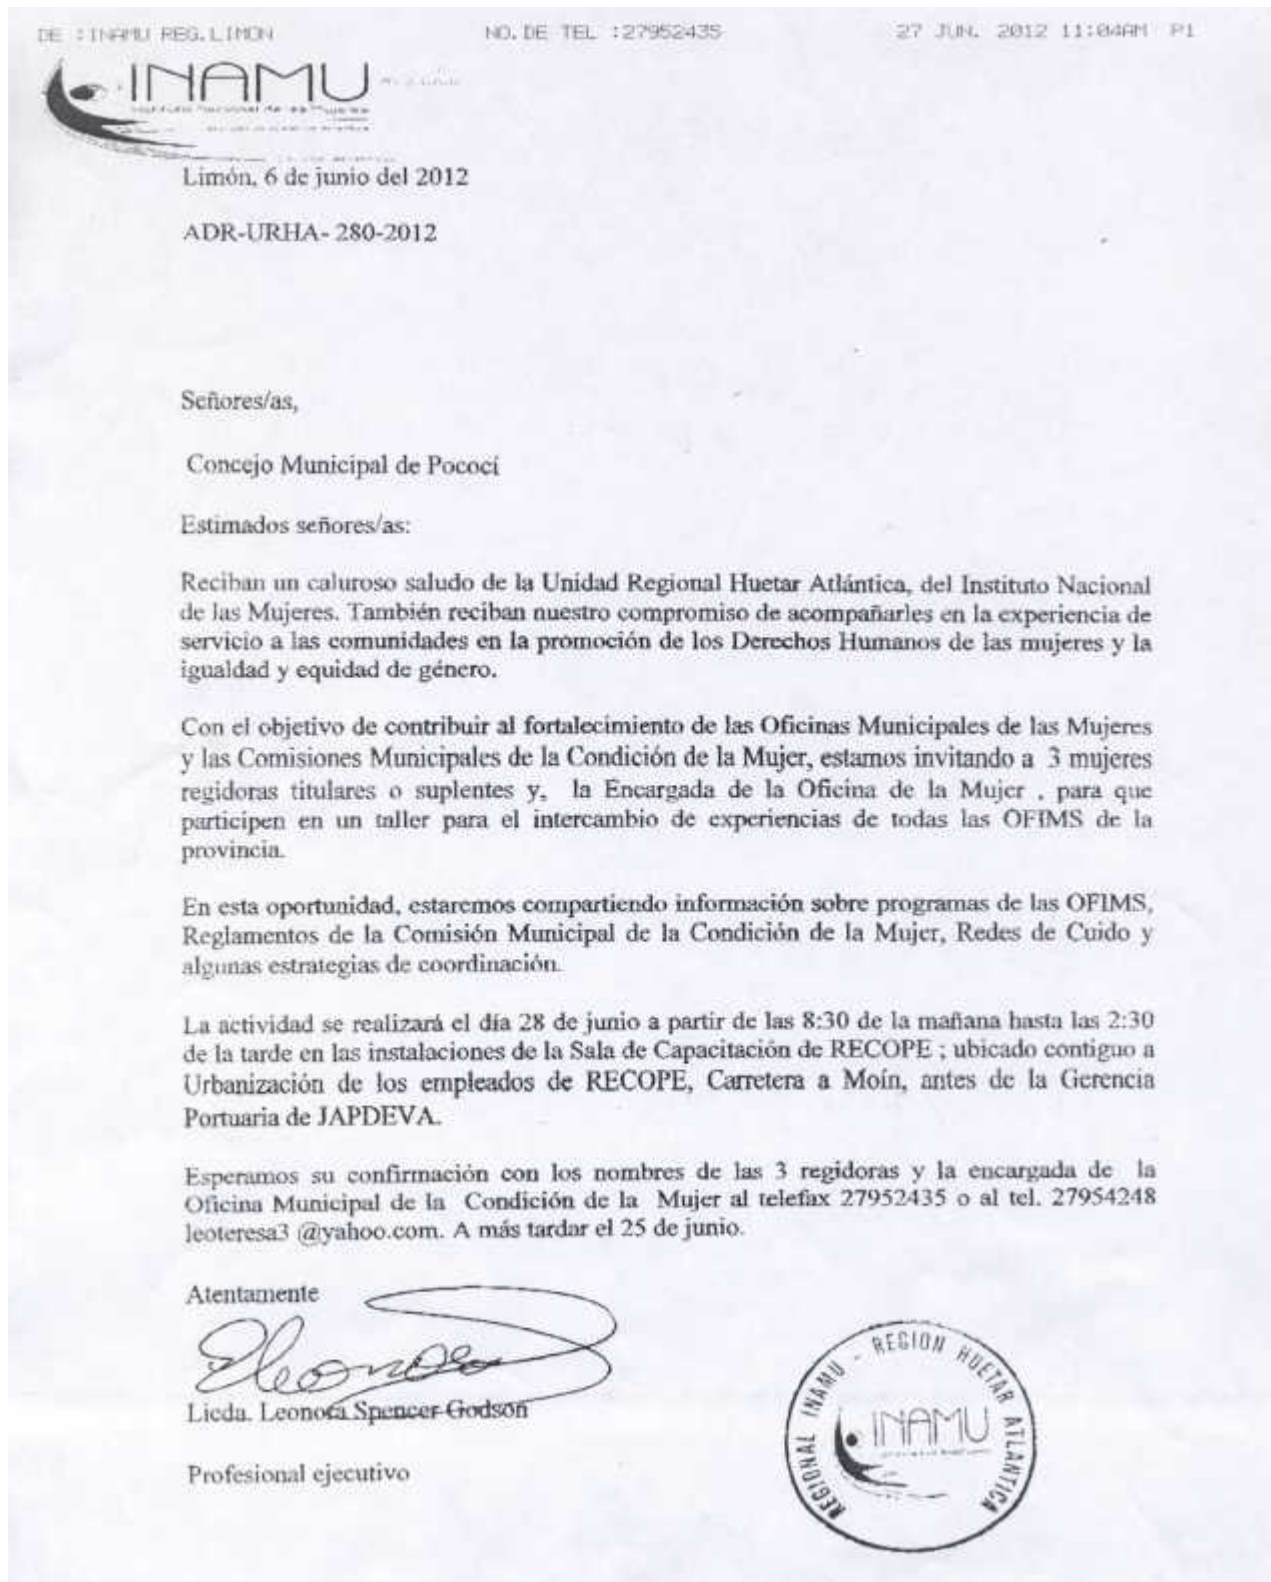 DE : INAMU REG.LIMON NO. DE TEL :27952435 27 JUN. 2012 11:04AM P1
INAMU
Instituto Nacional de las Mujeres
Limón, 6 de junio del 2012
ADR-URHA- 280-2012
Señores/as,
Concejo Municipal de Pococí
Estimados señores/as:
Reciban un caluroso saludo de la Unidad Regional Huetar Atlántica, del Instituto Nacional
de las Mujeres. También reciban nuestro compromiso de acompañarles en la experiencia de
servicio a las comunidades en la promoción de los Derechos Humanos de las mujeres y la
igualdad y equidad de género.
Con el objetivo de contribuir al fortalecimiento de las Oficinas Municipales de las Mujeres
y las Comisiones Municipales de la Condición de la Mujer, estamos invitando a 3 mujeres
regidoras titulares o suplentes y, la Encargada de la Oficina de la Mujer , para que
participen en un taller para el intercambio de experiencias de todas las OFIMS de la
provincia.
En esta oportunidad, estaremos compartiendo información sobre programas de las OFIMS,
Reglamentos de la Comisión Municipal de la Condición de la Mujer, Redes de Cuido y
algunas estrategias de coordinación.
La actividad se realizará el día 28 de junio a partir de las 8:30 de la mañana hasta las 2:30
de la tarde en las instalaciones de la Sala de Capacitación de RECOPE ; ubicado contiguo a
Urbanización de los empleados de RECOPE, Carretera a Moín, antes de la Gerencia
Portuaria de JAPDEVA.
Esperamos su confirmación con los nombres de las 3 regidoras y la encargada de la
Oficina Municipal de la Condición de la Mujer al telefax 27952435 o al tel. 27954248
leoteresa3 @yahoo.com. A más tardar el 25 de junio.
Atentamente
Licda. Leonora Spencer Godson
Profesional ejecutivo
REGIONAL INAMU - REGION HUETAR ATLANTICA
INAMU